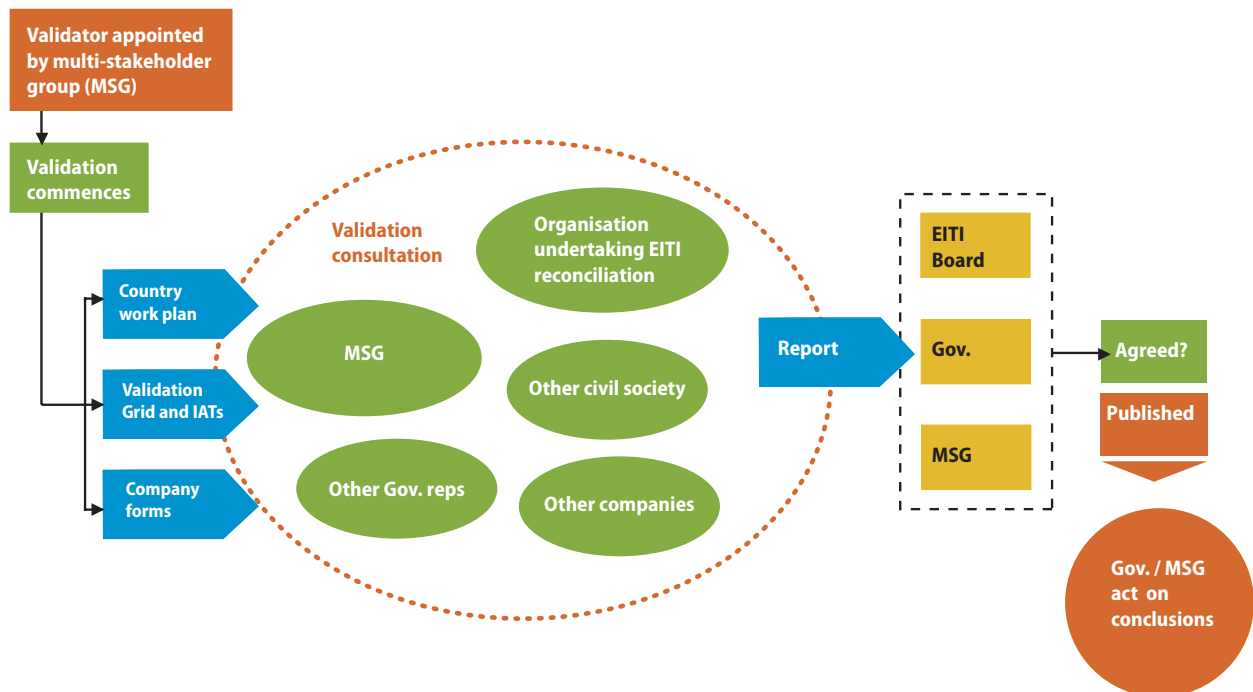 Validator appointed
by multi-stakeholder
group (MSG)
Validation
commences
Country
work plan
Validation
Grid and IATs
Company
forms
Validation
consultation
Organisation
undertaking EITI
reconciliation
MSG
Other civil society
Other Gov. reps
Other companies
Report
EITI
Board
Gov.
MSG
Agreed?
Published
Gov. / MSG
act on
conclusions